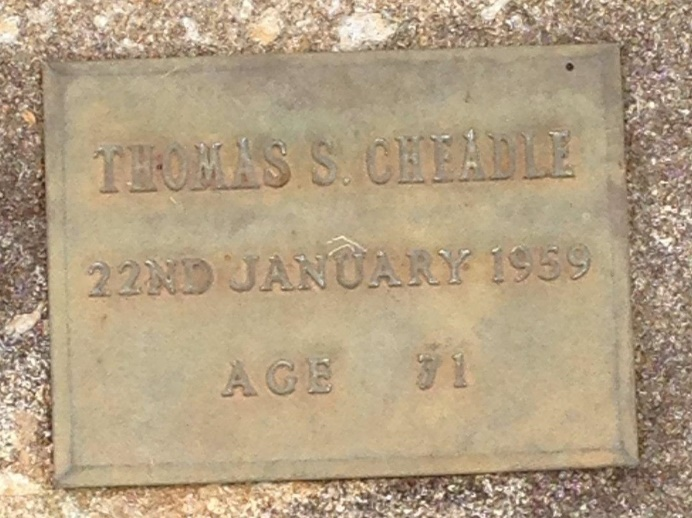 THOMAS S. CHEADLE
22ND JANUARY 1959
AGE 71